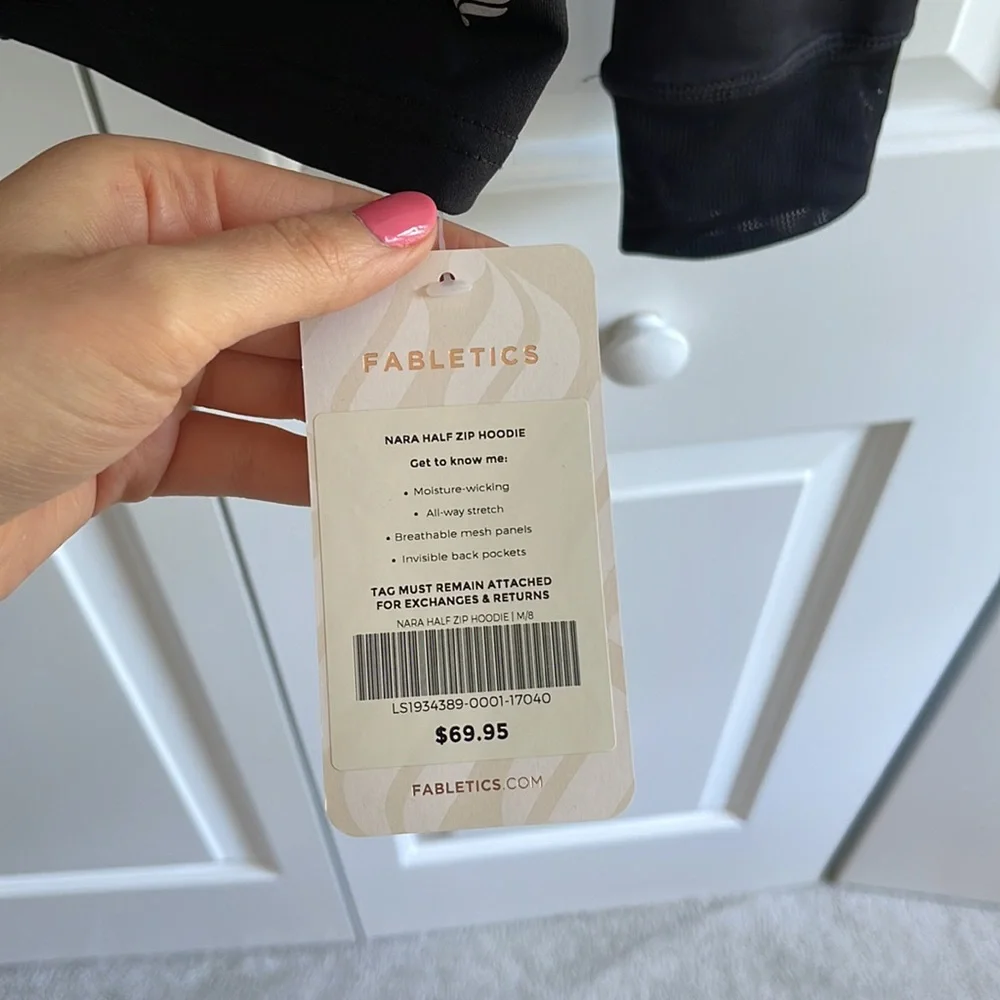 FABLETICS
NARA HALF ZIP HOODIE
Get to know me:
• Moisture-wicking
• All-way stretch
• Breathable mesh panels
• Invisible back pockets
TAG MUST REMAIN ATTACHED
FOR EXCHANGES & RETURNS
NARA HALF ZIP HOODIE | M/8
LS1934389-0001-17040
$69.95
FABLETICS.COM